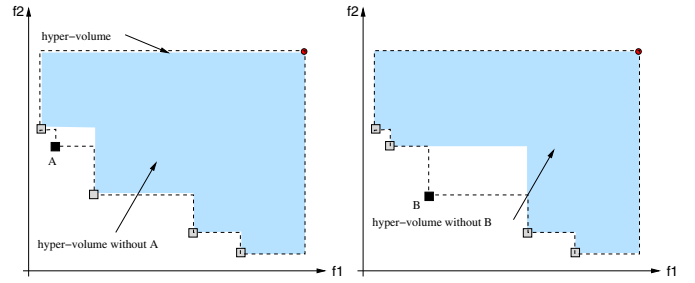 f2
hyper-volume
A
hyper-volume without A
f1
f2
B
hyper-volume without B
f1